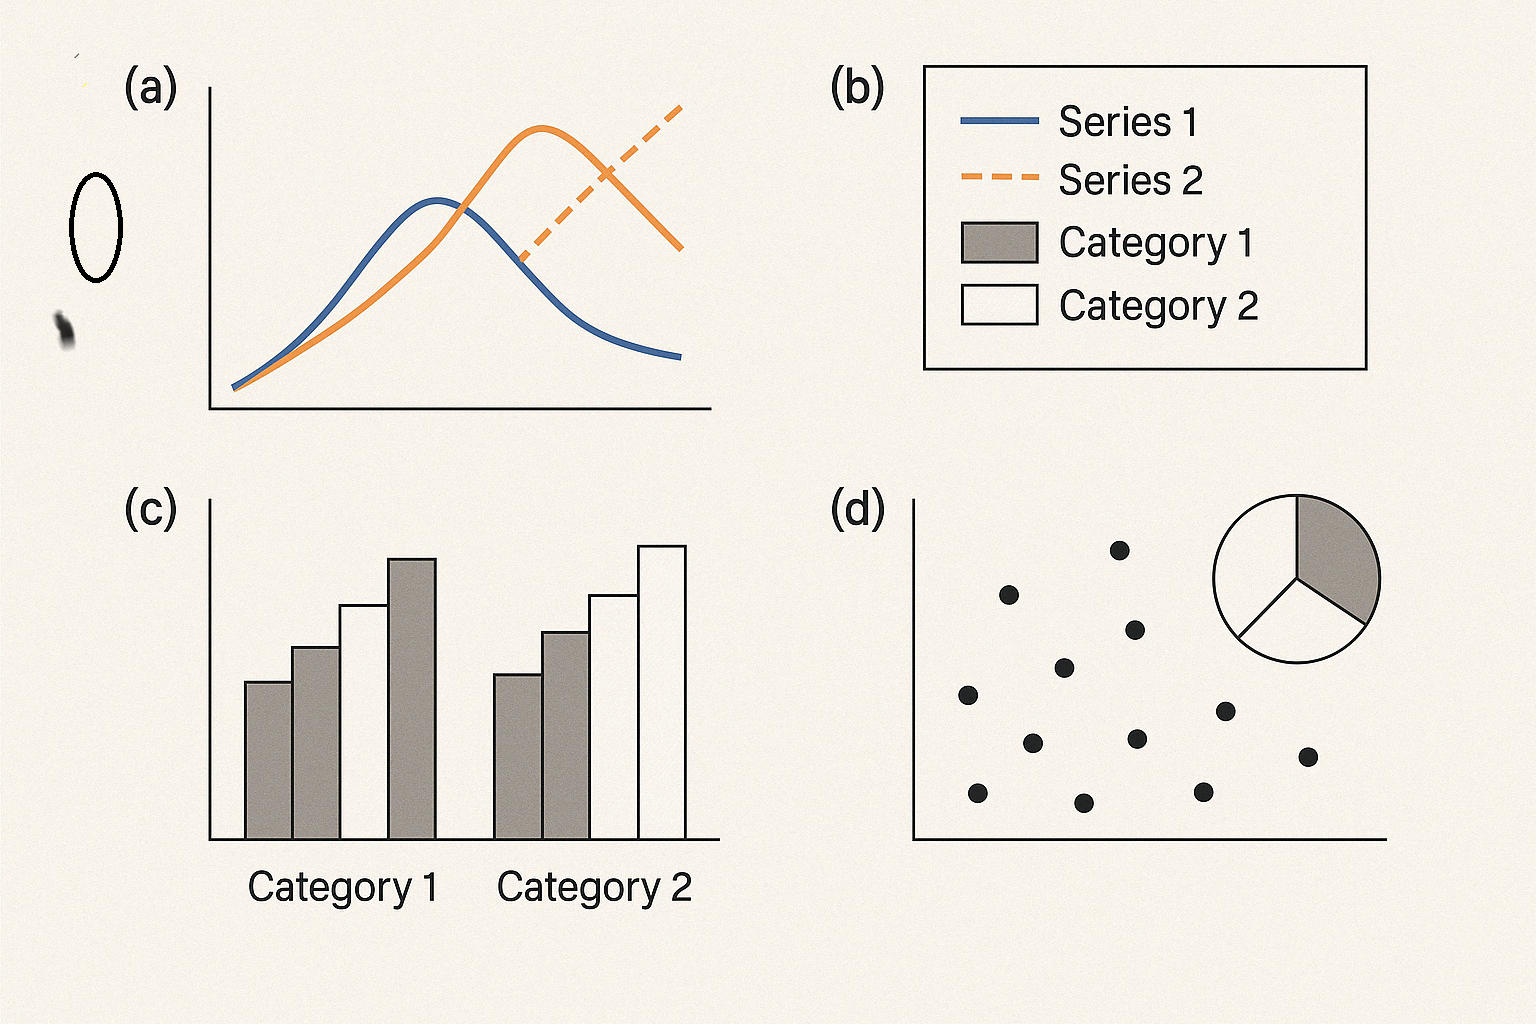 (a)
(b)
Series 1
Series 2
Category 1
Category 2
(c)
Category 1
Category 2
(d)